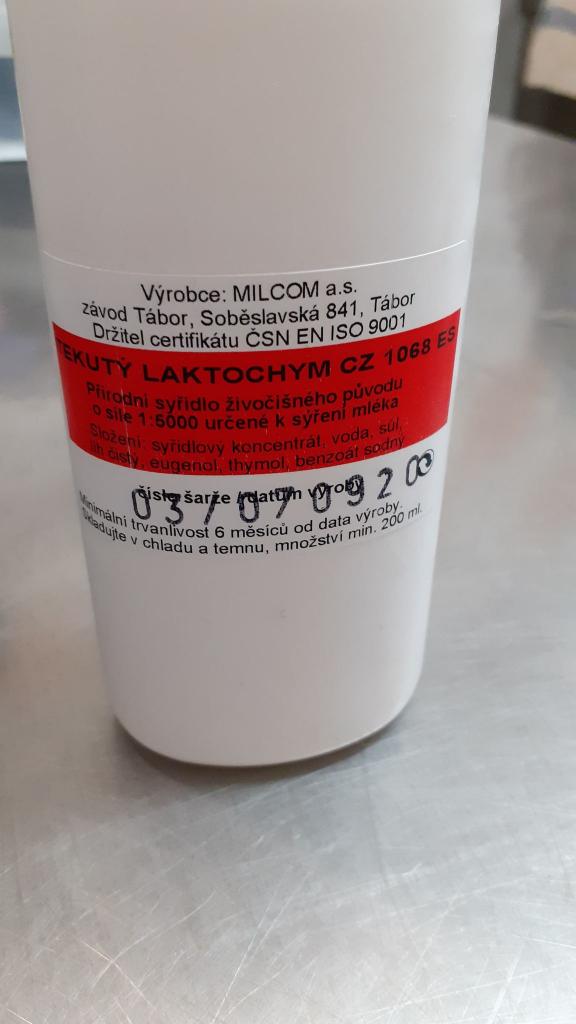 Výrobce: MILCOM a.s.
závod Tábor, Soběslavská 841, Tábor
Držitel certifikátu ČSN EN ISO 9001
TEKUTÝ LAKTOCHYM CZ 1068 ES
Přírodní syřidlo živočišného původu
o síle 1:5000 určené k sýření mléka
Složení: syřidlový koncentrát, voda, sůl,
líh čistý, eugenol, thymol, benzoát sodný
číslo šarže / datum výroby
03/070920
Minimální trvanlivost 6 měsíců od data výroby.
Skladujte v chladu a temnu, množství min. 200 ml.